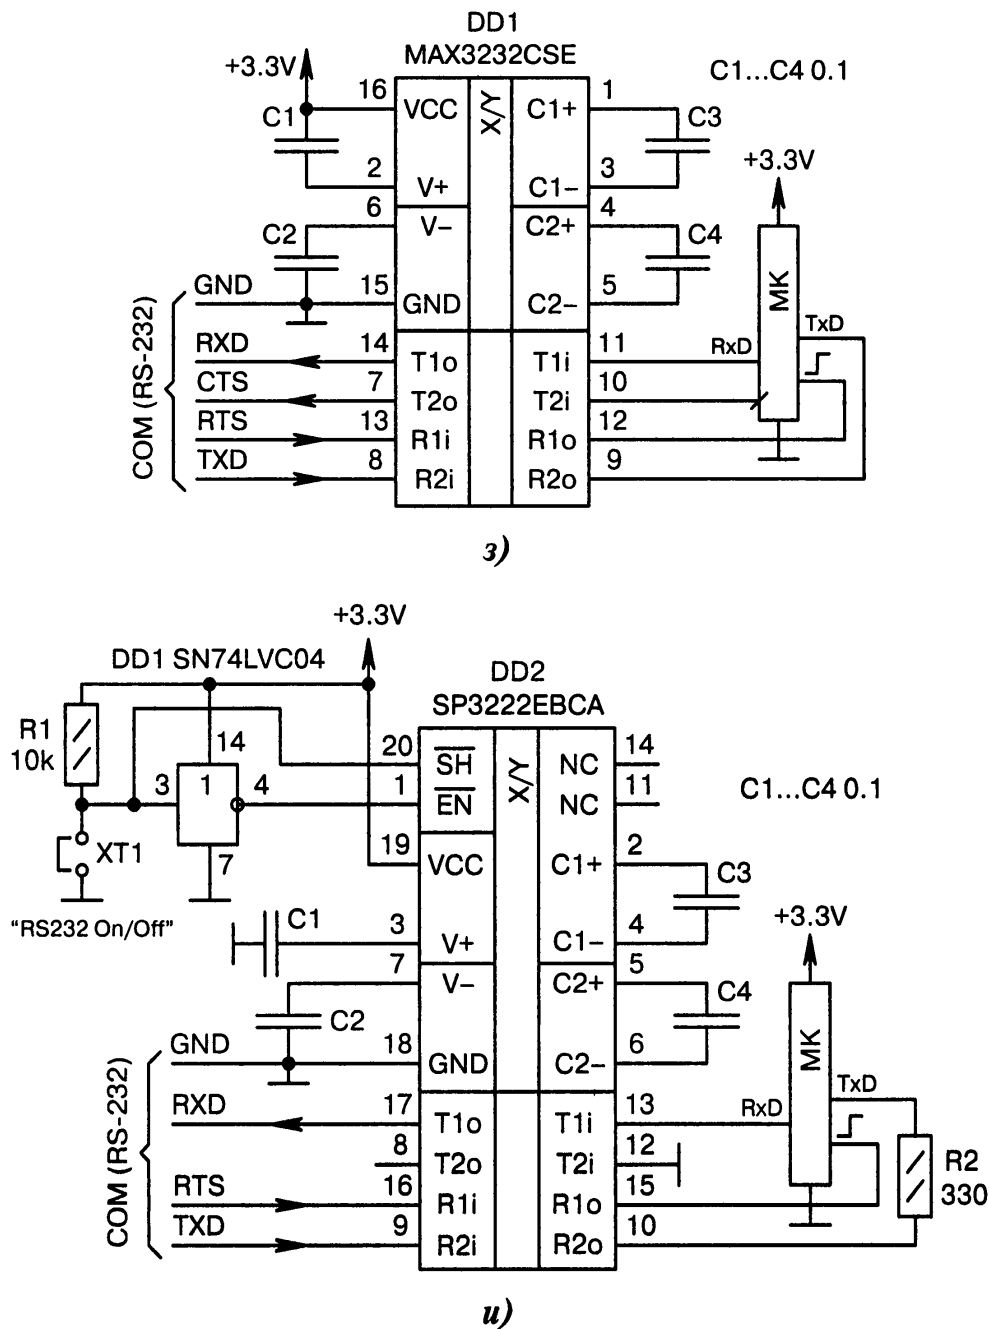 DD1
MAX3232CSE
+3.3V
C1...C4 0.1
16 VCC X/Y C1+ 1
C1 C3
2 V+ C1– 3
+3.3V
6 V– C2+ 4
C2 C4
GND 15 GND C2– 5
MK
TxD
RXD 14 T1o T1i 11 RxD
CTS 7 T2o T2i 10
RTS 13 R1i R1o 12
TXD 8 R2i R2o 9
COM (RS-232)
з)
+3.3V
DD1 SN74LVC04
DD2
SP3222EBCA
R1
10k
14
20 SH X/Y NC 14
3 1 4 1 EN NC 11
C1...C4 0.1
XT1
7
19 VCC C1+ 2
C3
"RS232 On/Off"
C1 3 V+ C1– 4
+3.3V
7 V– C2+ 5
C2 C4
GND 18 GND C2– 6
MK
TxD
RXD 17 T1o T1i 13 RxD
8 T2o T2i 12
R2
330
RTS 16 R1i R1o 15
TXD 9 R2i R2o 10
COM (RS-232)
и)